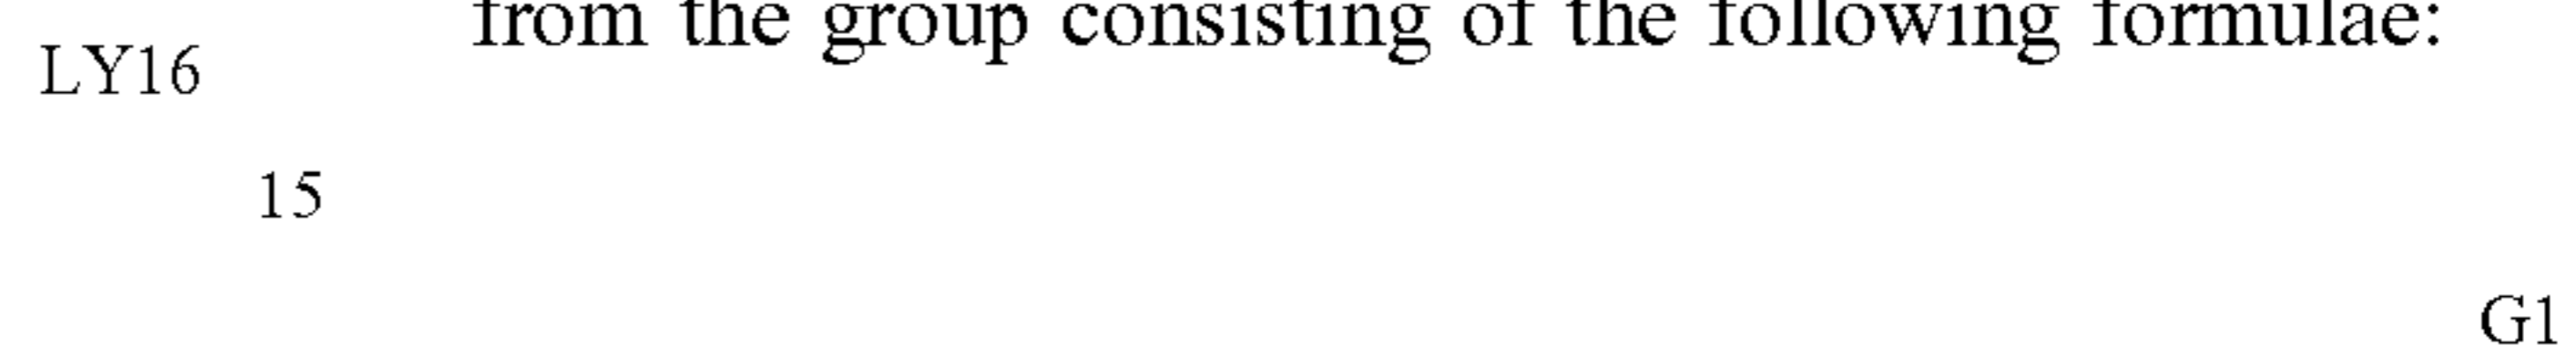 from the group consisting of the following formulae:
LY16
15
G1